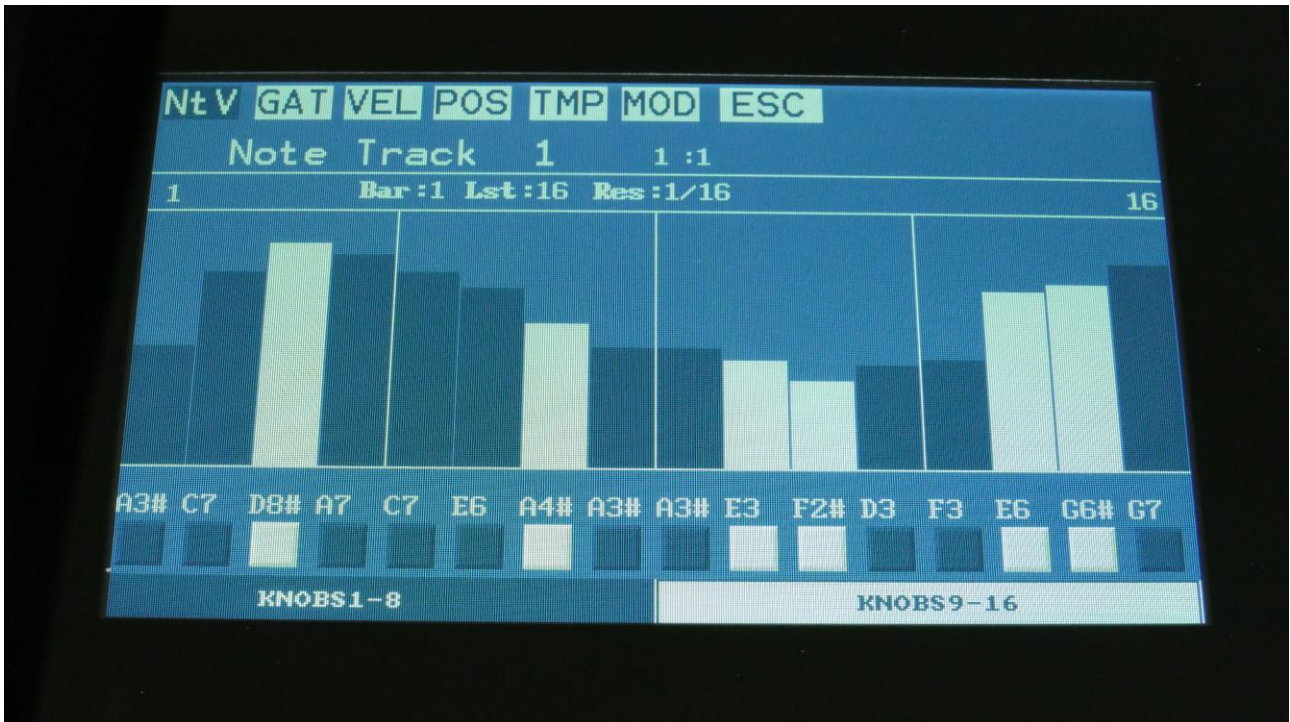 NtV GAT VEL POS TMP MOD ESC
Note Track 1 1 :1
1 Bar:1 Lst:16 Res:1/16 16
A3# C7 D8# A7 C7 E6 A4# A3# A3# E3 F2# D3 F3 E6 G6# G7
KNOBS1-8 KNOBS9-16